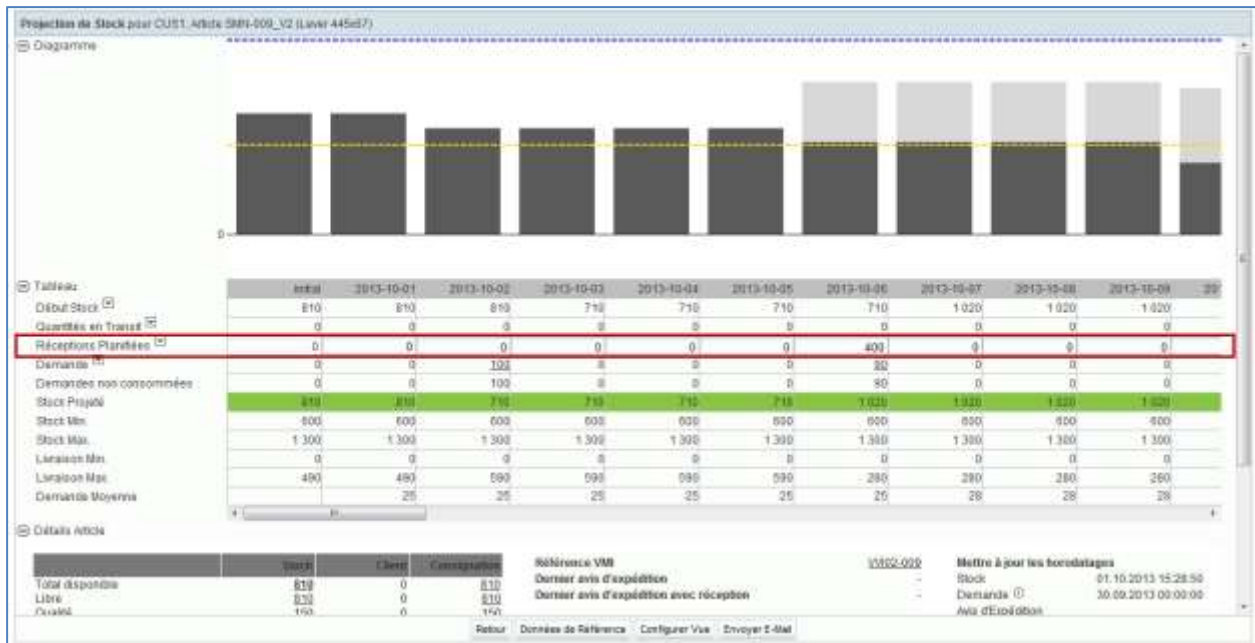 Projection de Stock pour CUS1, Article SMN-009_V2 (Laver 445x67)
Diagramme
0
Tableau Initial 2013-10-01 2013-10-02 2013-10-03 2013-10-04 2013-10-05 2013-10-06 2013-10-07 2013-10-08 2013-10-09
Début Stock 810 810 810 710 710 710 710 1 020 1 020 1 020
Quantités en Transit 0 0 0 0 0 0 0 0 0 0
Réceptions Planifiées 0 0 0 0 0 0 400 0 0 0
Demande 0 0 100 0 0 0 90 0 0 0
Demandes non consommées 0 0 100 0 0 0 90 0 0 0
Stock Projeté 810 810 710 710 710 710 1 020 1 020 1 020 1 020
Stock Min. 600 600 600 600 600 600 600 600 600 600
Stock Max. 1 300 1 300 1 300 1 300 1 300 1 300 1 300 1 300 1 300 1 300
Livraison Min. 0 0 0 0 0 0 0 0 0 0
Livraison Max. 490 490 590 590 590 590 280 280 280 280
Demande Moyenne 25 25 25 25 25 25 28 28 28
Détails Article
Stock Client Consignation
Total disponible 810 0 810
Libre 810 0 810
Qualité 150 0 150
Référence VMI VMI02-009
Dernier avis d'expédition -
Dernier avis d'expédition avec réception -
Mettre à jour les horodatages
Stock 01.10.2013 15:28:50
Demande 30.09.2013 00:00:00
Avis d'Expédition
Retour Données de Référence Configurer Vue Envoyer E-Mail